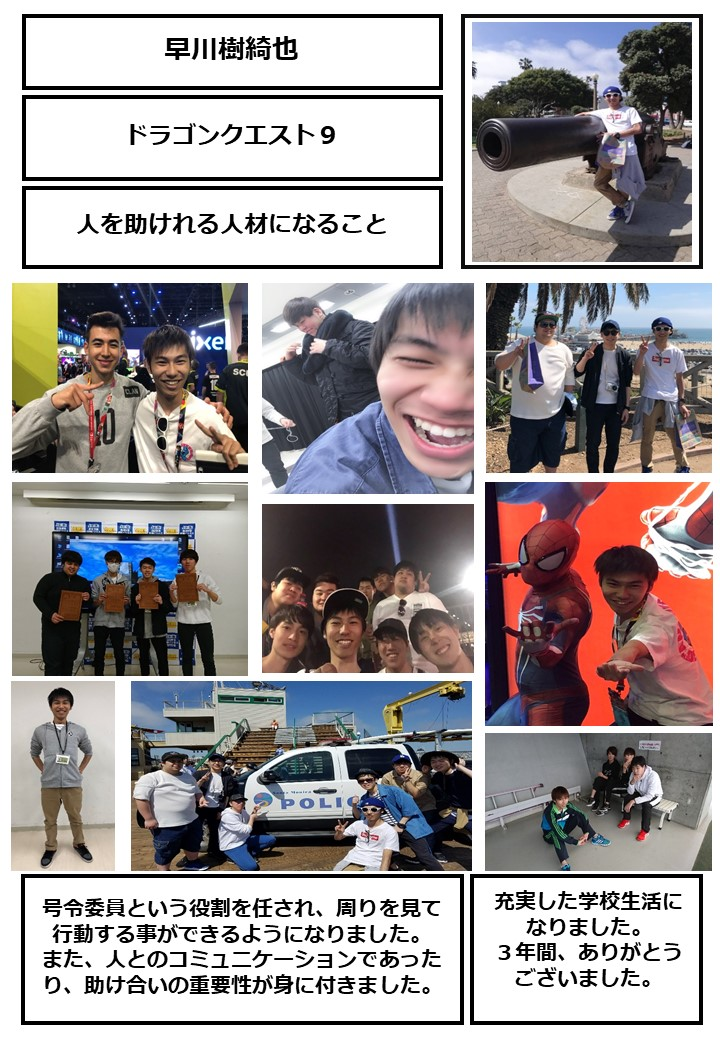 早川樹綺也
ドラゴンクエスト９
人を助けれる人材になること
POLIC
号令委員という役割を任され、周りを見て
行動する事ができるようになりました。
また、人とのコミュニケーションであった
り、助け合いの重要性が身に付きました。
充実した学校生活に
なりました。
３年間、ありがとう
ございました。